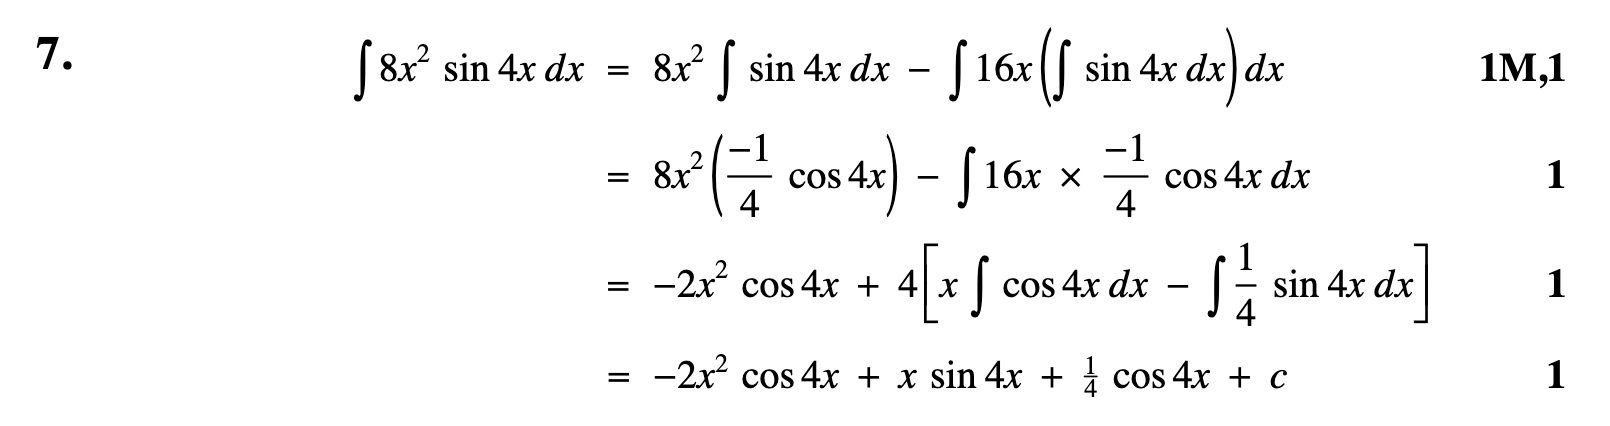 7. ∫ 8x² sin 4x dx = 8x² ∫ sin 4x dx − ∫ 16x (∫ sin 4x dx) dx 1M,1
= 8x² (−1/4 cos 4x) − ∫ 16x × −1/4 cos 4x dx 1
= −2x² cos 4x + 4[x ∫ cos 4x dx − ∫ 1/4 sin 4x dx] 1
= −2x² cos 4x + x sin 4x + 1/4 cos 4x + c 1